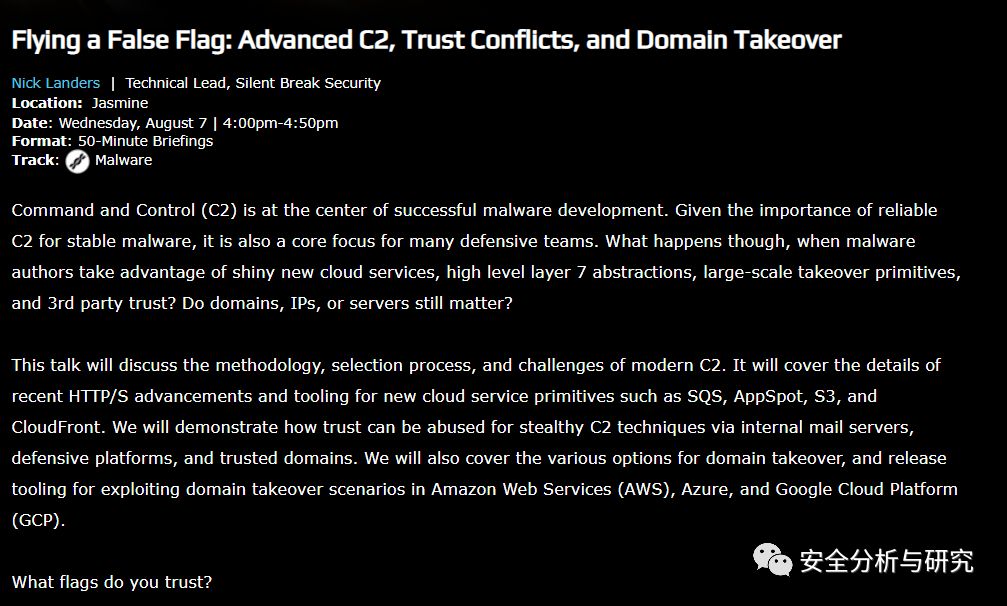 Flying a False Flag: Advanced C2, Trust Conflicts, and Domain Takeover
Nick Landers | Technical Lead, Silent Break Security
Location: Jasmine
Date: Wednesday, August 7 | 4:00pm-4:50pm
Format: 50-Minute Briefings
Track: Malware
Command and Control (C2) is at the center of successful malware development. Given the importance of reliable
C2 for stable malware, it is also a core focus for many defensive teams. What happens though, when malware
authors take advantage of shiny new cloud services, high level layer 7 abstractions, large-scale takeover primitives,
and 3rd party trust? Do domains, IPs, or servers still matter?
This talk will discuss the methodology, selection process, and challenges of modern C2. It will cover the details of
recent HTTP/S advancements and tooling for new cloud service primitives such as SQS, AppSpot, S3, and
CloudFront. We will demonstrate how trust can be abused for stealthy C2 techniques via internal mail servers,
defensive platforms, and trusted domains. We will also cover the various options for domain takeover, and release
tooling for exploiting domain takeover scenarios in Amazon Web Services (AWS), Azure, and Google Cloud Platform
(GCP).
What flags do you trust?
安全分析与研究